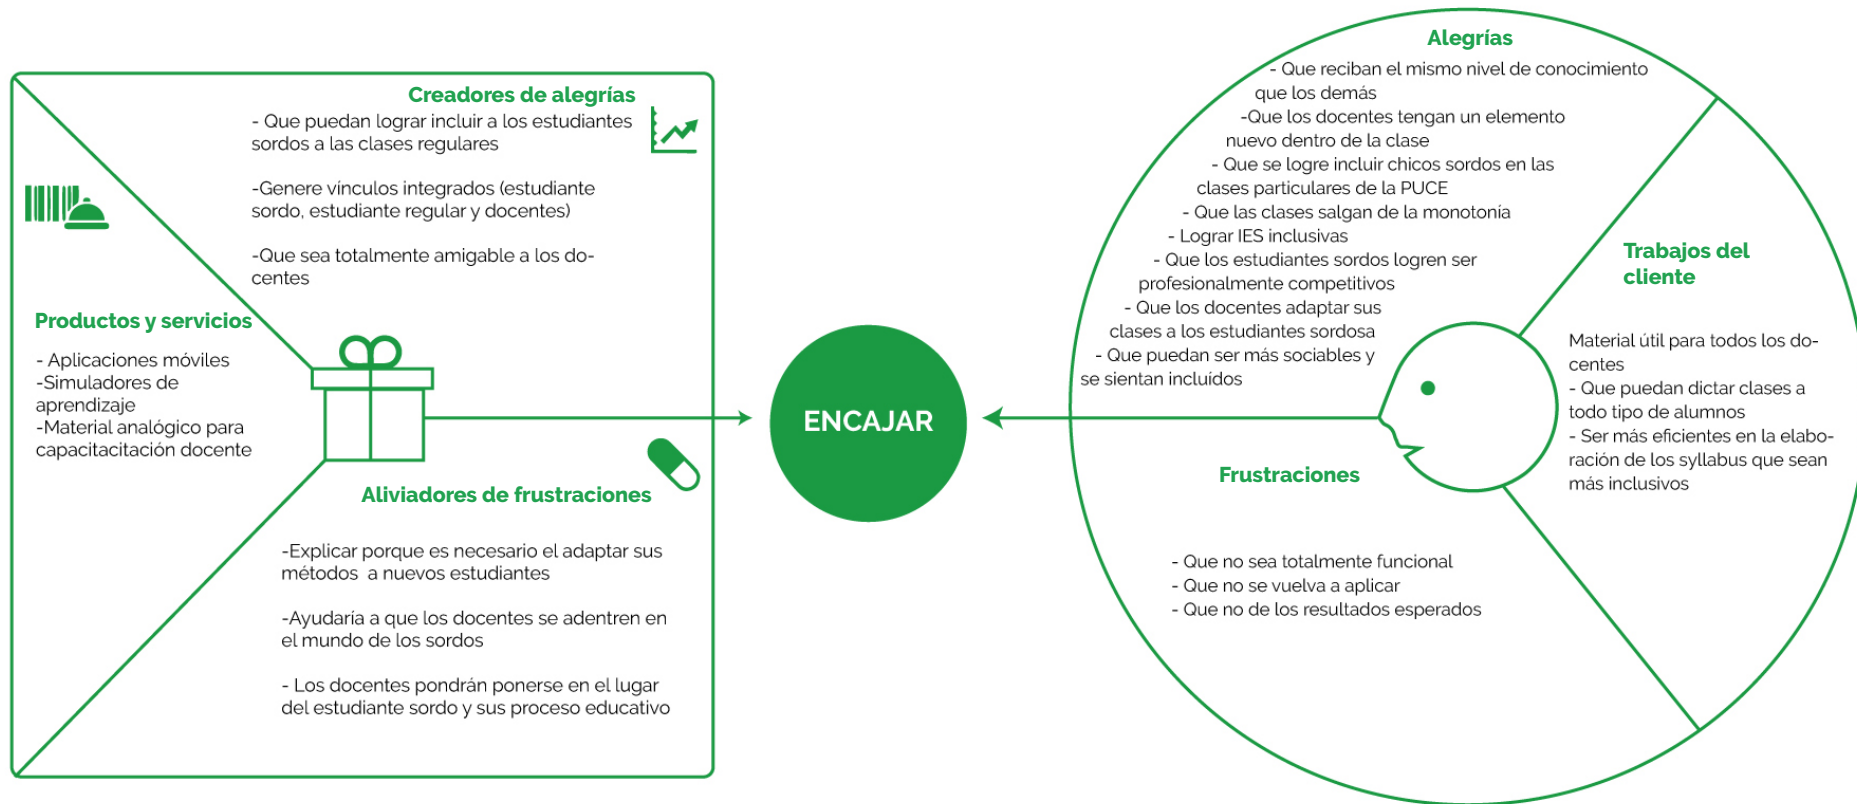 Creadores de alegrías
- Que puedan lograr incluir a los estudiantes
sordos a las clases regulares
-Genere vínculos integrados (estudiante
sordo, estudiante regular y docentes)
-Que sea totalmente amigable a los do-
centes
Productos y servicios
- Aplicaciones móviles
-Simuladores de
aprendizaje
-Material analógico para
capacitacitación docente
Aliviadores de frustraciones
-Explicar porque es necesario el adaptar sus
métodos  a nuevos estudiantes
-Ayudaría a que los docentes se adentren en
el mundo de los sordos
- Los docentes pondrán ponerse en el lugar
del estudiante sordo y sus proceso educativo
ENCAJAR
Alegrías
- Que reciban el mismo nivel de conocimiento
que los demás
-Que los docentes tengan un elemento
nuevo dentro de la clase
- Que se logre incluir chicos sordos en las
clases particulares de la PUCE
- Que las clases salgan de la monotonía
- Lograr IES inclusivas
- Que los estudiantes sordos logren ser
profesionalmente competitivos
- Que los docentes adaptar sus
clases a los estudiantes sordosa
- Que puedan ser más sociables y
se sientan incluídos
Frustraciones
- Que no sea totalmente funcional
- Que no se vuelva a aplicar
- Que no de los resultados esperados
Trabajos del
cliente
Material útil para todos los do-
centes
- Que puedan dictar clases a
todo tipo de alumnos
- Ser más eficientes en la elabo-
ración de los syllabus que sean
más inclusivos